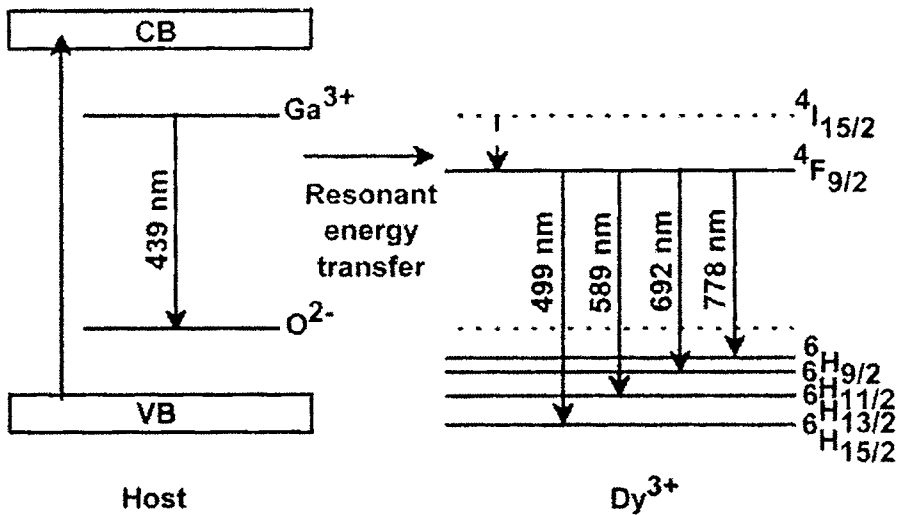 CB
Ga³⁺
⁴I₁₅/₂
⁴F₉/₂
Resonant
energy
transfer
439 nm
499 nm
589 nm
692 nm
778 nm
O²⁻
⁶H₉/₂
⁶H₁₁/₂
⁶H₁₃/₂
⁶H₁₅/₂
VB
Host
Dy³⁺